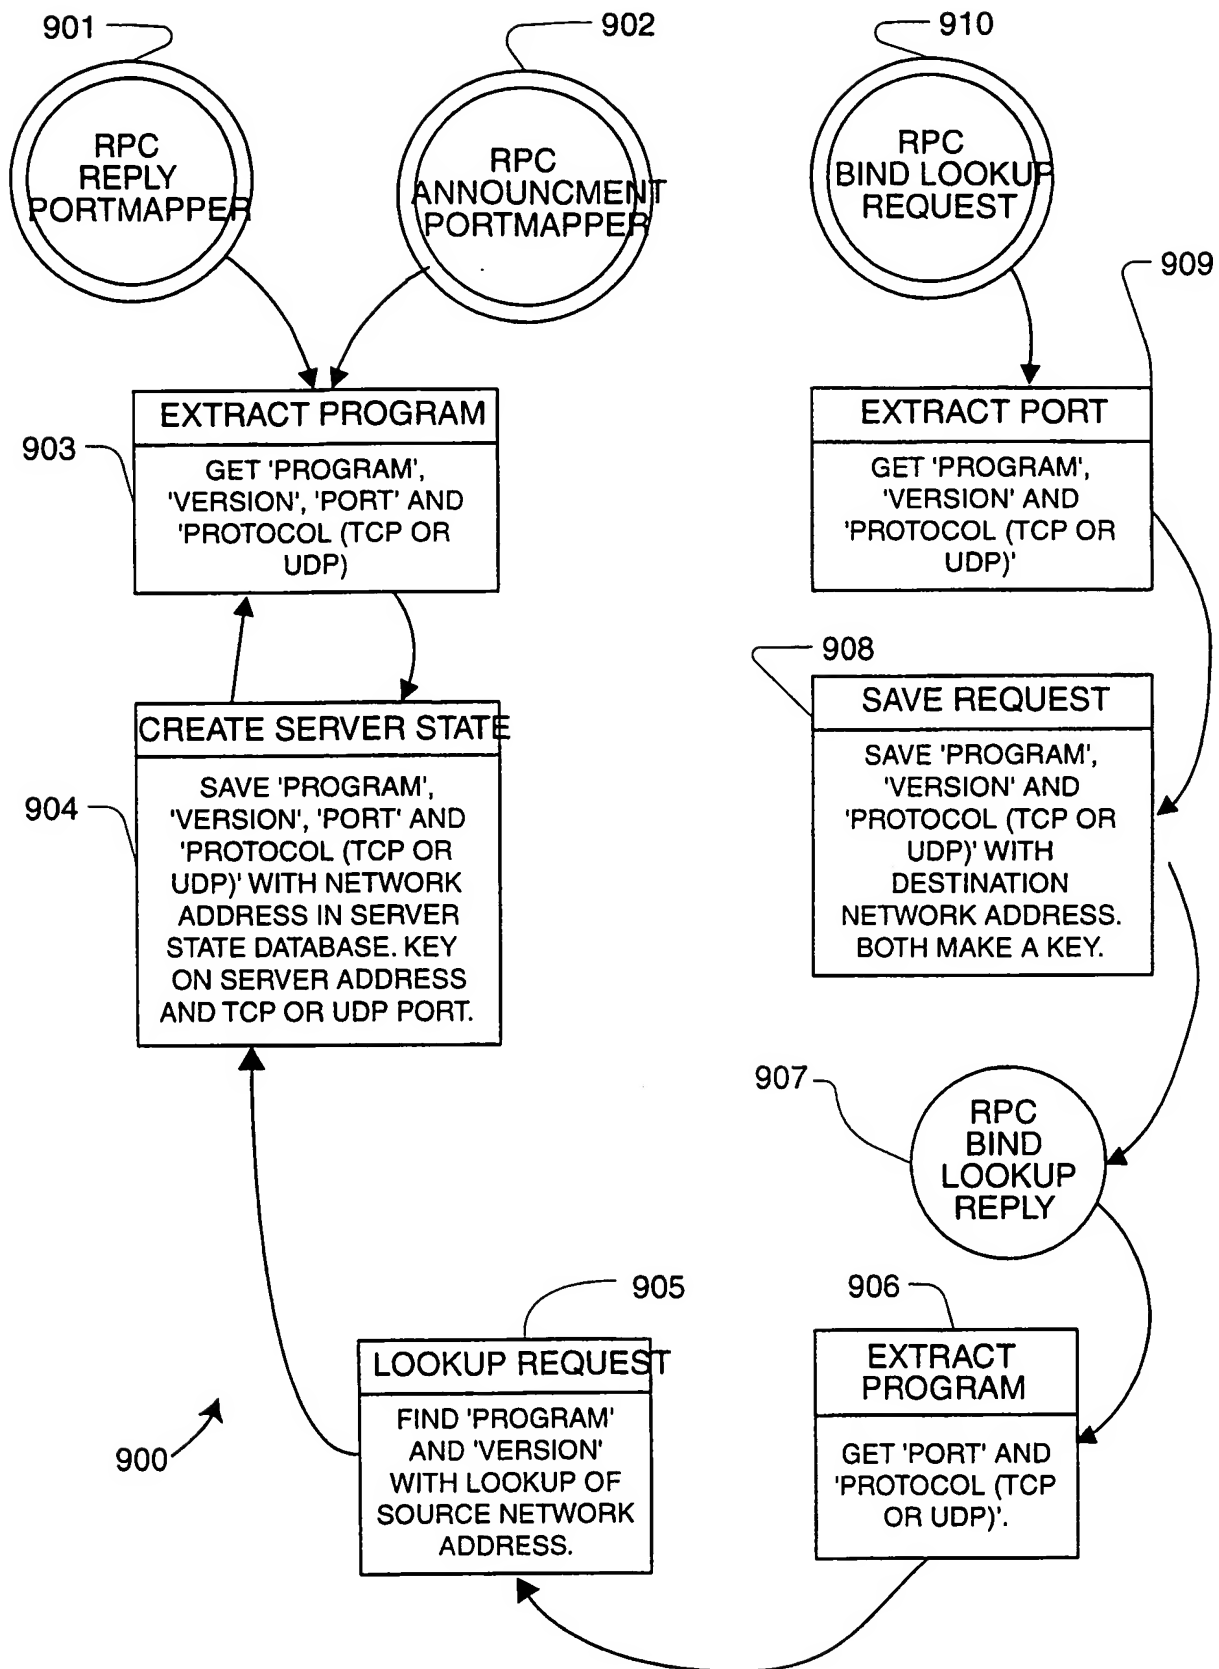 901
902
910
RPC
REPLY
PORTMAPPER
RPC
ANNOUNCMENT
PORTMAPPER
RPC
BIND LOOKUP
REQUEST
909
EXTRACT PROGRAM
903
GET 'PROGRAM',
'VERSION', 'PORT' AND
'PROTOCOL (TCP OR
UDP)
EXTRACT PORT
GET 'PROGRAM',
'VERSION' AND
'PROTOCOL (TCP OR
UDP)'
908
CREATE SERVER STATE
904
SAVE 'PROGRAM',
'VERSION', 'PORT' AND
'PROTOCOL (TCP OR
UDP)' WITH NETWORK
ADDRESS IN SERVER
STATE DATABASE. KEY
ON SERVER ADDRESS
AND TCP OR UDP PORT.
SAVE REQUEST
SAVE 'PROGRAM',
'VERSION' AND
'PROTOCOL (TCP OR
UDP)' WITH
DESTINATION
NETWORK ADDRESS.
BOTH MAKE A KEY.
907
RPC
BIND
LOOKUP
REPLY
905
906
LOOKUP REQUEST
FIND 'PROGRAM'
AND 'VERSION'
WITH LOOKUP OF
SOURCE NETWORK
ADDRESS.
EXTRACT
PROGRAM
GET 'PORT' AND
'PROTOCOL (TCP
OR UDP)'.
900